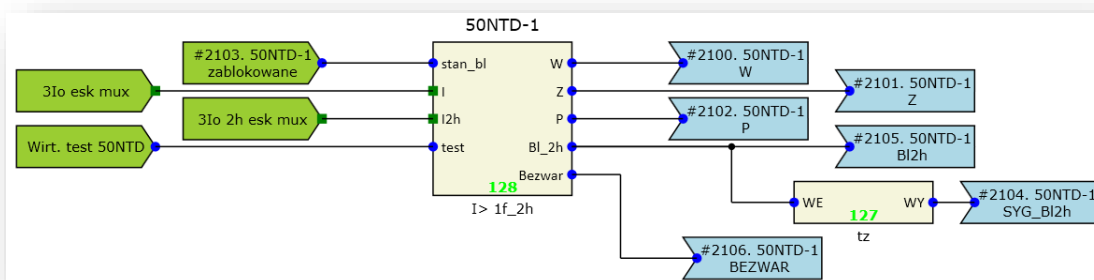 50NTD-1
#2103. 50NTD-1
zablokowane
3Io esk mux
3Io 2h esk mux
Wirt. test 50NTD
stan_bl
I
I2h
test
W
Z
P
Bl_2h
Bezwar
128
I> 1f_2h
#2100. 50NTD-1
W
#2101. 50NTD-1
Z
#2102. 50NTD-1
P
#2105. 50NTD-1
Bl2h
WE
127
WY
tz
#2104. 50NTD-1
SYG_Bl2h
#2106. 50NTD-1
BEZWAR